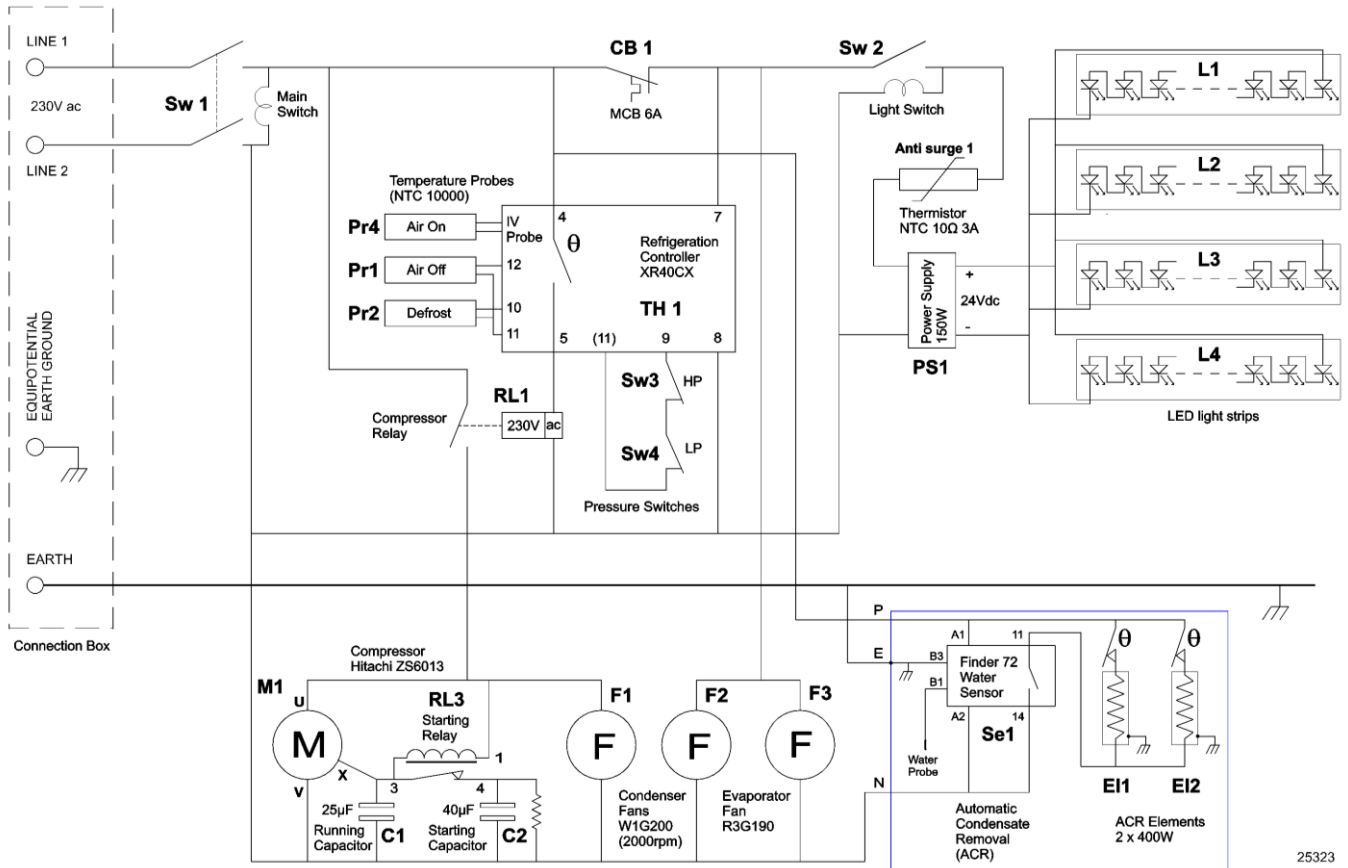 LINE 1
230V ac
LINE 2
EQUIPOTENTIAL
EARTH GROUND
EARTH
Connection Box
Sw 1
Main
Switch
CB 1
MCB 6A
Sw 2
Light Switch
Anti surge 1
Thermistor
NTC 10Ω 3A
Power Supply
150W
+
24Vdc
-
PS1
L1
L2
L3
L4
LED light strips
Temperature Probes
(NTC 10000)
Pr4
Air On
Pr1
Air Off
Pr2
Defrost
IV
Probe
12
10
11
4
θ
7
Refrigeration
Controller
XR40CX
TH 1
5
(11)
9
8
Sw3
HP
Sw4
LP
Pressure Switches
RL1
230V
ac
Compressor
Relay
Compressor
Hitachi ZS6013
M1
U
M
X
V
RL3
Starting
Relay
1
3
4
25µF
Running
Capacitor
C1
40µF
Starting
Capacitor
C2
F1
F
Condenser
Fans
W1G200
(2000rpm)
F2
F
F3
F
Evaporator
Fan
R3G190
P
E
N
A1
11
B3
B1
A2
14
Finder 72
Water
Sensor
Se1
Water
Probe
Automatic
Condensate
Removal
(ACR)
θ
θ
EI1
EI2
ACR Elements
2 x 400W
25323